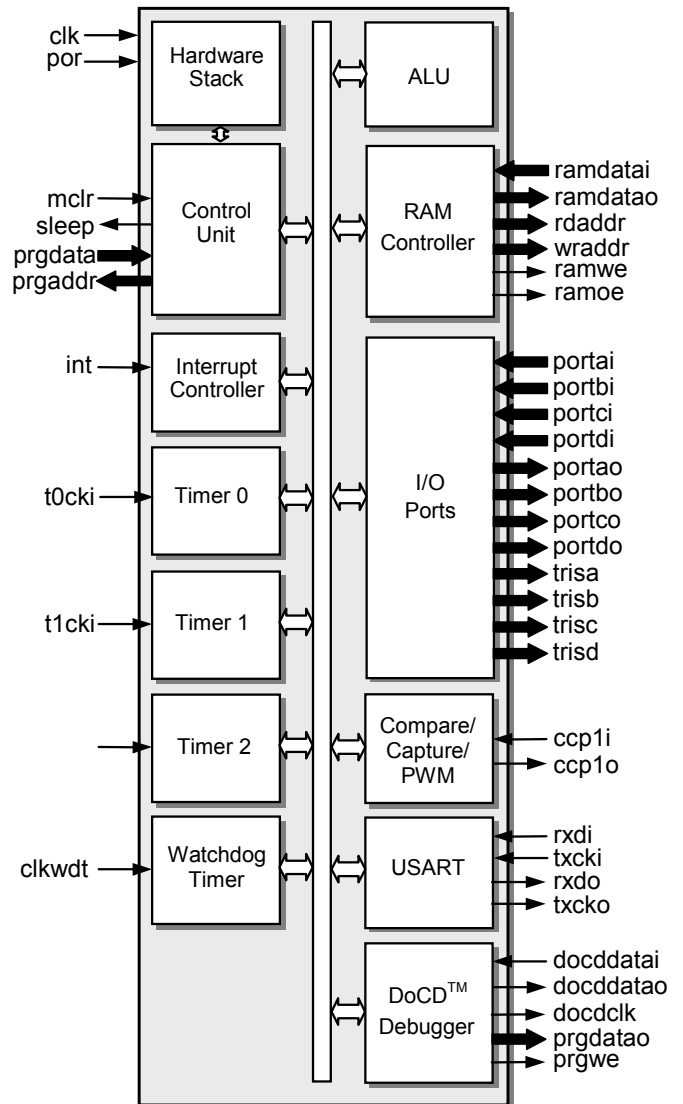 clk
por
Hardware
Stack
ALU
mclr
sleep
prgdata
prgaddr
Control
Unit
RAM
Controller
ramdatai
ramdatao
rdaddr
wraddr
ramwe
ramoe
int
Interrupt
Controller
t0cki
Timer 0
t1cki
Timer 1
Timer 2
clkwdt
Watchdog
Timer
I/O
Ports
portai
portbi
portci
portdi
portao
portbo
portco
portdo
trisa
trisb
trisc
trisd
Compare/
Capture/
PWM
ccp1i
ccp1o
USART
rxdi
txcki
rxdo
txcko
DoCD™
Debugger
docddatai
docddatao
docdclk
prgdatao
prgwe